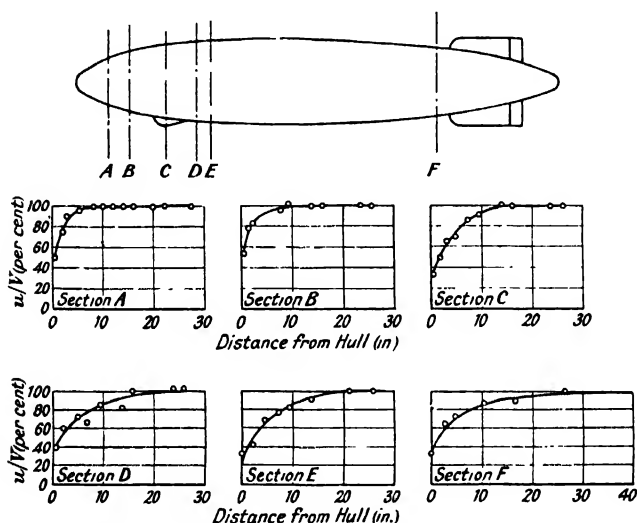 A B C D E F
u/V (per cent)
100
80
60
40
20
0
Section A
Section B
Section C
0 10 20 30
0 10 20 30
0 10 20 30
Distance from Hull (in)
u/V (per cent)
100
80
60
40
20
0
Section D
Section E
Section F
0 10 20 30
0 10 20 30
0 10 20 30 40
Distance from Hull (in.)